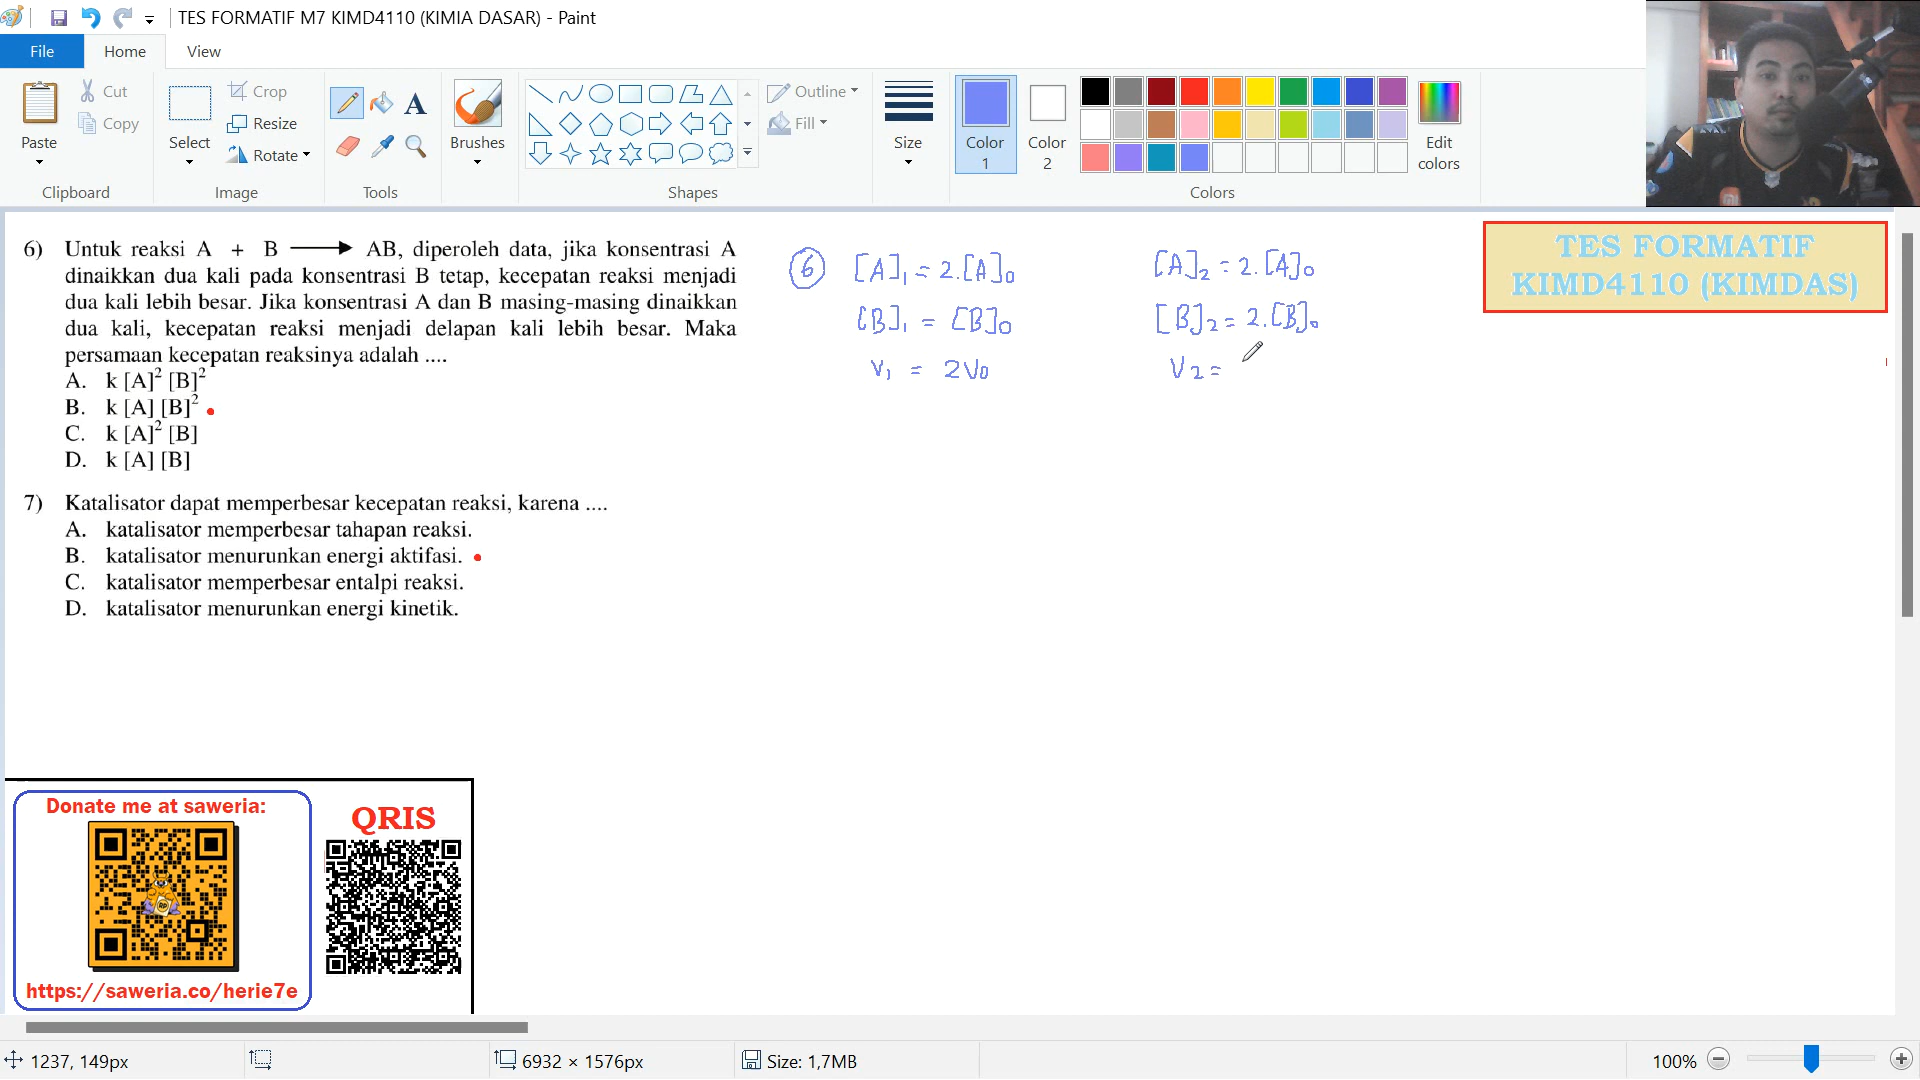 TES FORMATIF M7 KIMD4110 (KIMIA DASAR) - Paint
File Home View
Paste
Cut
Copy
Clipboard
Select
Crop
Resize
Rotate
Image
A
Tools
Brushes
Outline
Fill
Shapes
Size
Color 1
Color 2
Edit colors
Colors
6) Untuk reaksi A + B ⟶ AB, diperoleh data, jika konsentrasi A
dinaikkan dua kali pada konsentrasi B tetap, kecepatan reaksi menjadi
dua kali lebih besar. Jika konsentrasi A dan B masing-masing dinaikkan
dua kali, kecepatan reaksi menjadi delapan kali lebih besar. Maka
persamaan kecepatan reaksinya adalah ....
A. k [A]² [B]²
B. k [A] [B]²
C. k [A]² [B]
D. k [A] [B]
7) Katalisator dapat memperbesar kecepatan reaksi, karena ....
A. katalisator memperbesar tahapan reaksi.
B. katalisator menurunkan energi aktifasi.
C. katalisator memperbesar entalpi reaksi.
D. katalisator menurunkan energi kinetik.
6 [A]₁ = 2.[A]₀
[B]₁ = [B]₀
V₁ = 2V₀
[A]₂ = 2.[A]₀
[B]₂ = 2.[B]₀
V₂ =
TES FORMATIF
KIMD4110 (KIMDAS)
Donate me at saweria:
RP
https://saweria.co/herie7e
QRIS
1237, 149px
6932 × 1576px
Size: 1,7MB
100%